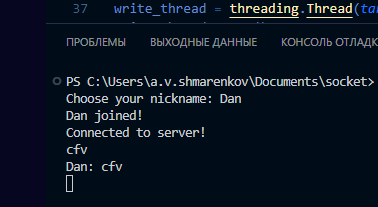 37 write_thread = threading.Thread(ta
ПРОБЛЕМЫ ВЫХОДНЫЕ ДАННЫЕ КОНСОЛЬ ОТЛАДК
PS C:\Users\a.v.shmarenkov\Documents\socket>
Choose your nickname: Dan
Dan joined!
Connected to server!
cfv
Dan: cfv